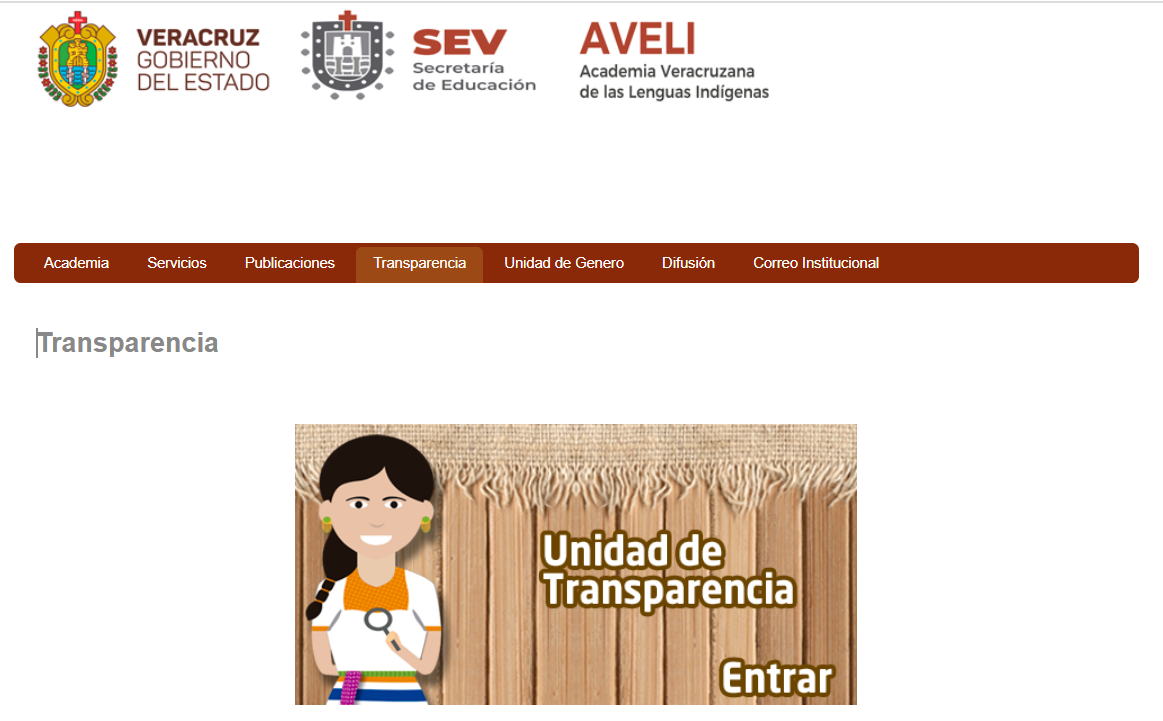 VERACRUZ
GOBIERNO
DEL ESTADO
SEV
Secretaría
de Educación
AVELI
Academia Veracruzana
de las Lenguas Indígenas
Academia Servicios Publicaciones Transparencia Unidad de Genero Difusión Correo Institucional
Transparencia
Unidad de
Transparencia
Entrar